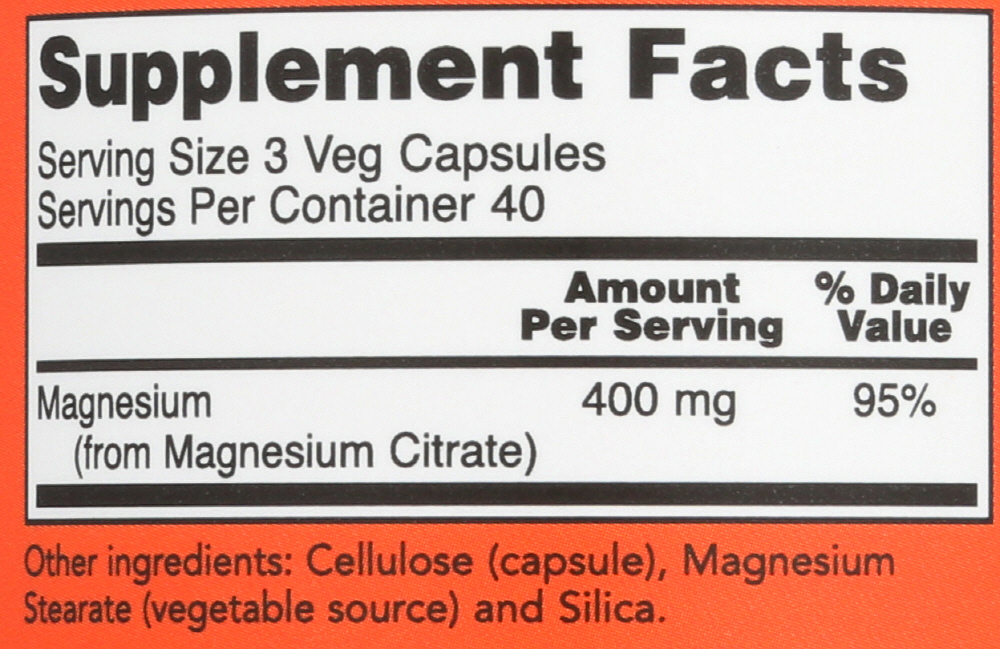 Supplement Facts
Serving Size 3 Veg Capsules
Servings Per Container 40
Amount Per Serving % Daily Value
Magnesium 400 mg 95%
(from Magnesium Citrate)
Other ingredients: Cellulose (capsule), Magnesium
Stearate (vegetable source) and Silica.